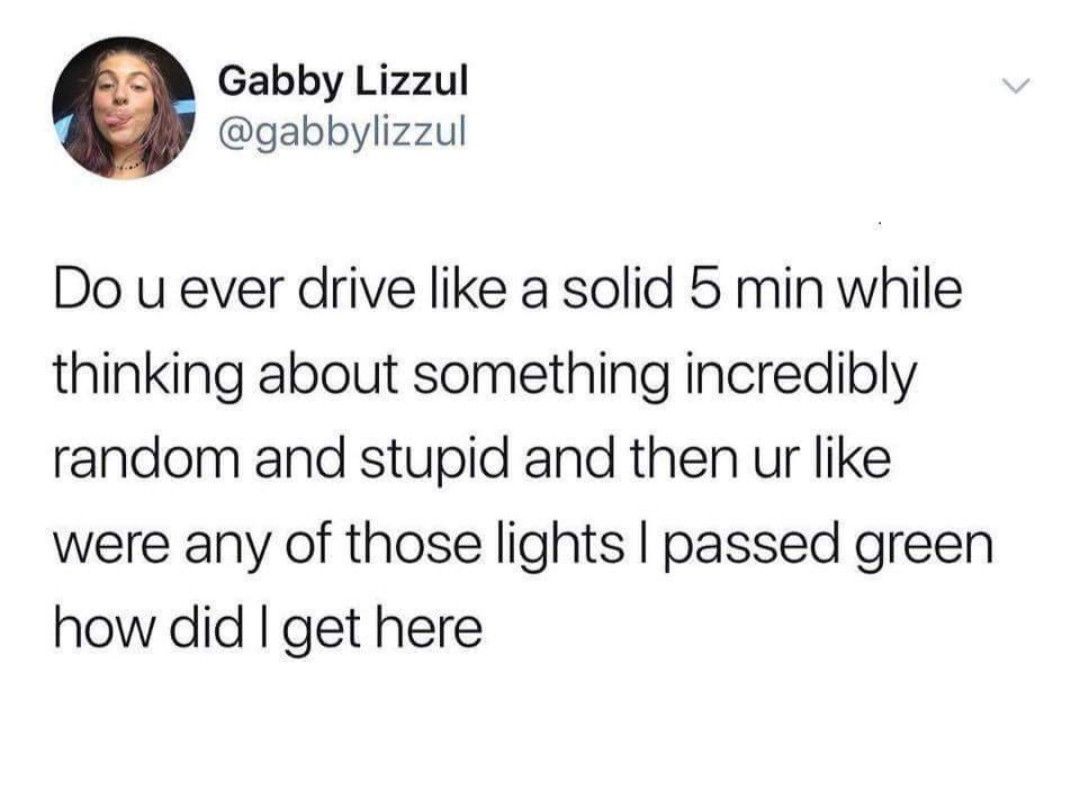 Gabby Lizzul
@gabbylizzul
Do u ever drive like a solid 5 min while
thinking about something incredibly
random and stupid and then ur like
were any of those lights I passed green
how did I get here